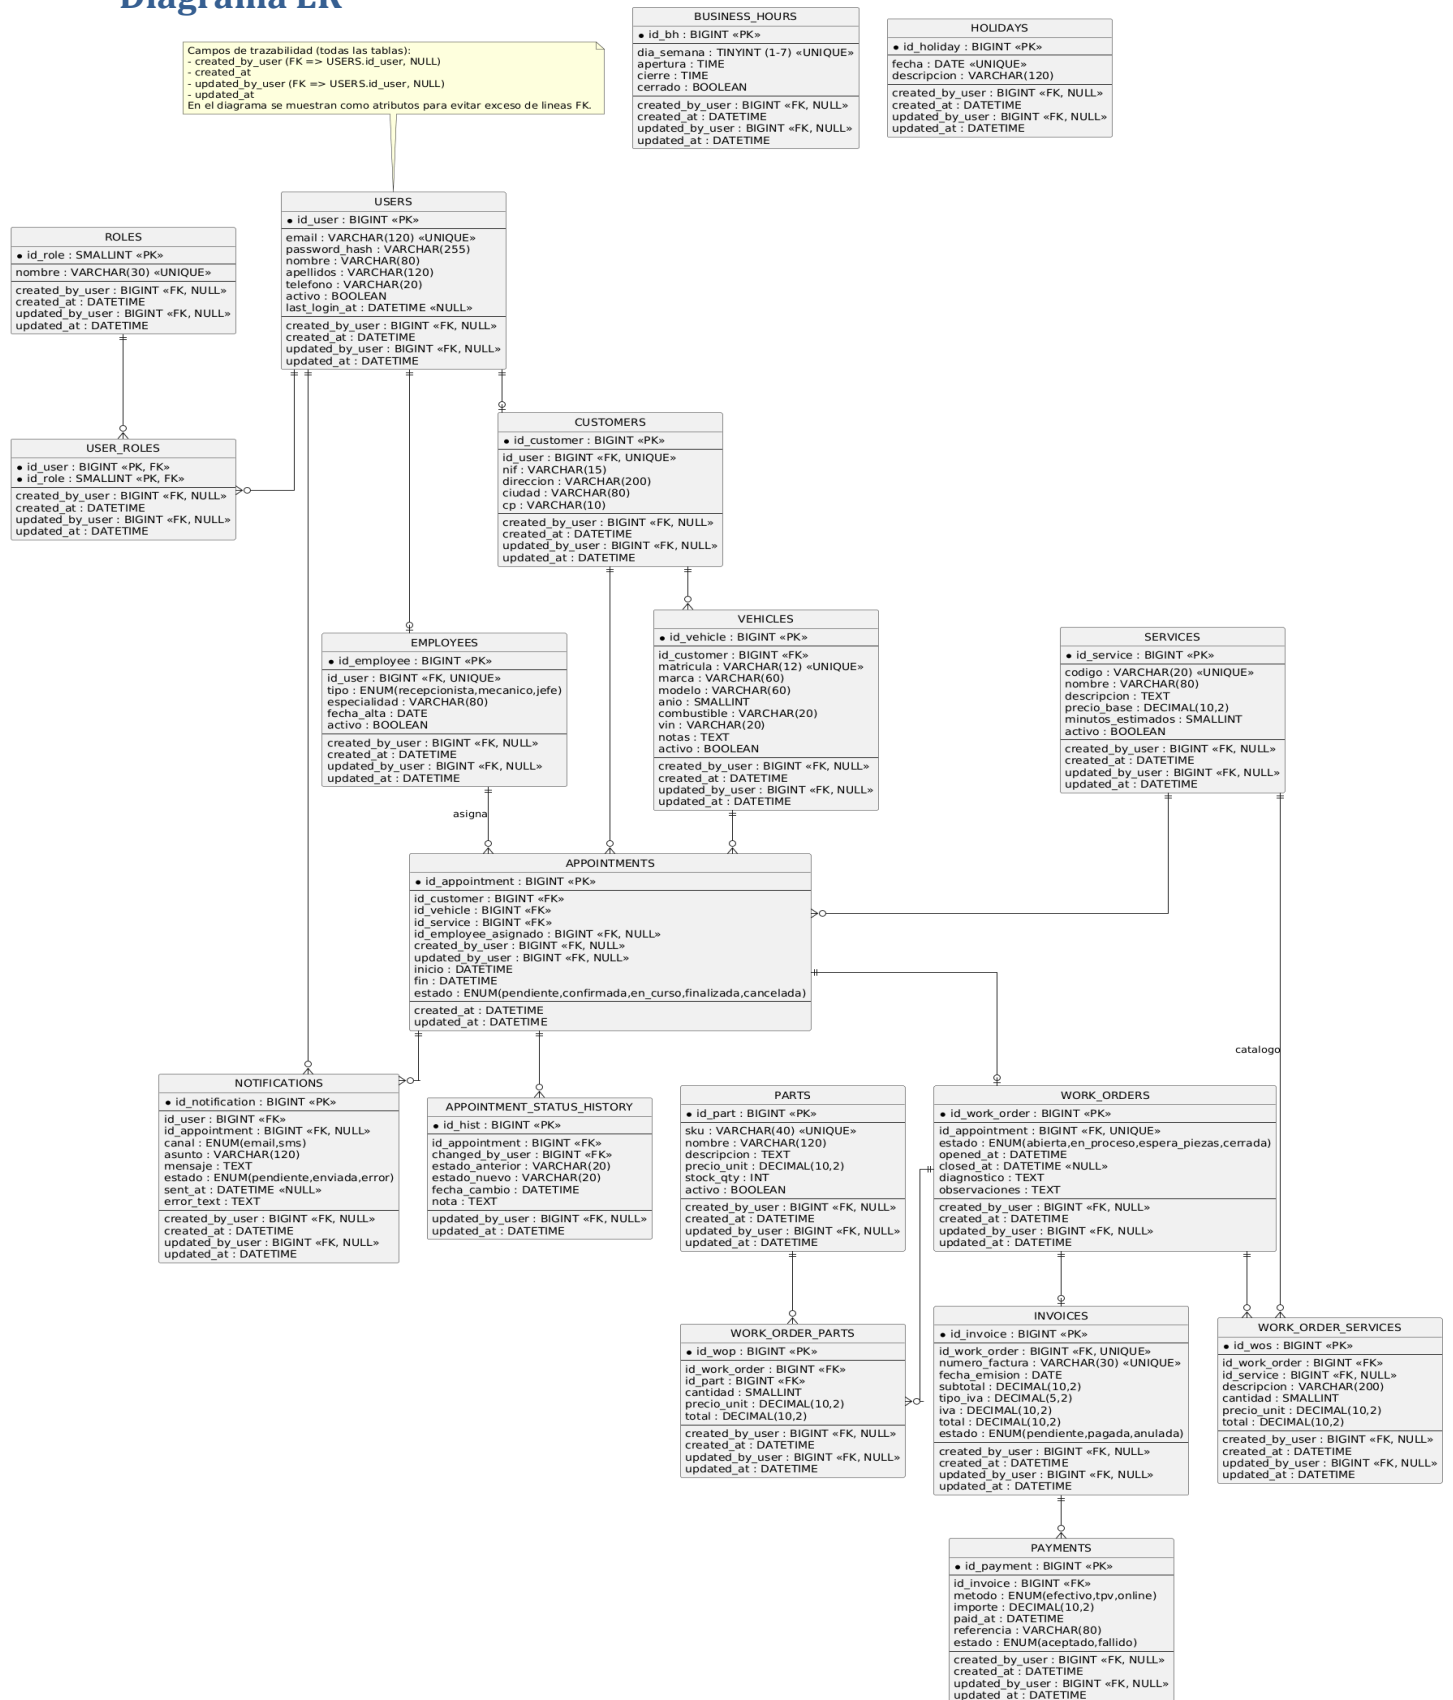 Diagrama ER
Campos de trazabilidad (todas las tablas):
- created_by_user (FK => USERS.id_user, NULL)
- created_at
- updated_by_user (FK => USERS.id_user, NULL)
- updated_at
En el diagrama se muestran como atributos para evitar exceso de lineas FK.
BUSINESS_HOURS
id_bh : BIGINT «PK»
dia_semana : TINYINT (1-7) «UNIQUE»
apertura : TIME
cierre : TIME
cerrado : BOOLEAN
created_by_user : BIGINT «FK, NULL»
created_at : DATETIME
updated_by_user : BIGINT «FK, NULL»
updated_at : DATETIME
HOLIDAYS
id_holiday : BIGINT «PK»
fecha : DATE «UNIQUE»
descripcion : VARCHAR(120)
created_by_user : BIGINT «FK, NULL»
created_at : DATETIME
updated_by_user : BIGINT «FK, NULL»
updated_at : DATETIME
USERS
id_user : BIGINT «PK»
email : VARCHAR(120) «UNIQUE»
password_hash : VARCHAR(255)
nombre : VARCHAR(80)
apellidos : VARCHAR(120)
telefono : VARCHAR(20)
activo : BOOLEAN
last_login_at : DATETIME «NULL»
created_by_user : BIGINT «FK, NULL»
created_at : DATETIME
updated_by_user : BIGINT «FK, NULL»
updated_at : DATETIME
ROLES
id_role : SMALLINT «PK»
nombre : VARCHAR(30) «UNIQUE»
created_by_user : BIGINT «FK, NULL»
created_at : DATETIME
updated_by_user : BIGINT «FK, NULL»
updated_at : DATETIME
USER_ROLES
id_user : BIGINT «PK, FK»
id_role : SMALLINT «PK, FK»
created_by_user : BIGINT «FK, NULL»
created_at : DATETIME
updated_by_user : BIGINT «FK, NULL»
updated_at : DATETIME
CUSTOMERS
id_customer : BIGINT «PK»
id_user : BIGINT «FK, UNIQUE»
nif : VARCHAR(15)
direccion : VARCHAR(200)
ciudad : VARCHAR(80)
cp : VARCHAR(10)
created_by_user : BIGINT «FK, NULL»
created_at : DATETIME
updated_by_user : BIGINT «FK, NULL»
updated_at : DATETIME
EMPLOYEES
id_employee : BIGINT «PK»
id_user : BIGINT «FK, UNIQUE»
tipo : ENUM(recepcionista,mecanico,jefe)
especialidad : VARCHAR(80)
fecha_alta : DATE
activo : BOOLEAN
created_by_user : BIGINT «FK, NULL»
created_at : DATETIME
updated_by_user : BIGINT «FK, NULL»
updated_at : DATETIME
VEHICLES
id_vehicle : BIGINT «PK»
id_customer : BIGINT «FK»
matricula : VARCHAR(12) «UNIQUE»
marca : VARCHAR(60)
modelo : VARCHAR(60)
anio : SMALLINT
combustible : VARCHAR(20)
vin : VARCHAR(20)
notas : TEXT
activo : BOOLEAN
created_by_user : BIGINT «FK, NULL»
created_at : DATETIME
updated_by_user : BIGINT «FK, NULL»
updated_at : DATETIME
SERVICES
id_service : BIGINT «PK»
codigo : VARCHAR(20) «UNIQUE»
nombre : VARCHAR(80)
descripcion : TEXT
precio_base : DECIMAL(10,2)
minutos_estimados : SMALLINT
activo : BOOLEAN
created_by_user : BIGINT «FK, NULL»
created_at : DATETIME
updated_by_user : BIGINT «FK, NULL»
updated_at : DATETIME
asigna
APPOINTMENTS
id_appointment : BIGINT «PK»
id_customer : BIGINT «FK»
id_vehicle : BIGINT «FK»
id_service : BIGINT «FK»
id_employee_asignado : BIGINT «FK, NULL»
created_by_user : BIGINT «FK, NULL»
updated_by_user : BIGINT «FK, NULL»
inicio : DATETIME
fin : DATETIME
estado : ENUM(pendiente,confirmada,en_curso,finalizada,cancelada)
created_at : DATETIME
updated_at : DATETIME
catalogo
NOTIFICATIONS
id_notification : BIGINT «PK»
id_user : BIGINT «FK»
id_appointment : BIGINT «FK, NULL»
canal : ENUM(email,sms)
asunto : VARCHAR(120)
mensaje : TEXT
estado : ENUM(pendiente,enviada,error)
sent_at : DATETIME «NULL»
error_text : TEXT
created_by_user : BIGINT «FK, NULL»
created_at : DATETIME
updated_by_user : BIGINT «FK, NULL»
updated_at : DATETIME
APPOINTMENT_STATUS_HISTORY
id_hist : BIGINT «PK»
id_appointment : BIGINT «FK»
changed_by_user : BIGINT «FK»
estado_anterior : VARCHAR(20)
estado_nuevo : VARCHAR(20)
fecha_cambio : DATETIME
nota : TEXT
updated_by_user : BIGINT «FK, NULL»
updated_at : DATETIME
PARTS
id_part : BIGINT «PK»
sku : VARCHAR(40) «UNIQUE»
nombre : VARCHAR(120)
descripcion : TEXT
precio_unit : DECIMAL(10,2)
stock_qty : INT
activo : BOOLEAN
created_by_user : BIGINT «FK, NULL»
created_at : DATETIME
updated_by_user : BIGINT «FK, NULL»
updated_at : DATETIME
WORK_ORDERS
id_work_order : BIGINT «PK»
id_appointment : BIGINT «FK, UNIQUE»
estado : ENUM(abierta,en_proceso,espera_piezas,cerrada)
opened_at : DATETIME
closed_at : DATETIME «NULL»
diagnostico : TEXT
observaciones : TEXT
created_by_user : BIGINT «FK, NULL»
created_at : DATETIME
updated_by_user : BIGINT «FK, NULL»
updated_at : DATETIME
WORK_ORDER_PARTS
id_wop : BIGINT «PK»
id_work_order : BIGINT «FK»
id_part : BIGINT «FK»
cantidad : SMALLINT
precio_unit : DECIMAL(10,2)
total : DECIMAL(10,2)
created_by_user : BIGINT «FK, NULL»
created_at : DATETIME
updated_by_user : BIGINT «FK, NULL»
updated_at : DATETIME
INVOICES
id_invoice : BIGINT «PK»
id_work_order : BIGINT «FK, UNIQUE»
numero_factura : VARCHAR(30) «UNIQUE»
fecha_emision : DATE
subtotal : DECIMAL(10,2)
tipo_iva : DECIMAL(5,2)
iva : DECIMAL(10,2)
total : DECIMAL(10,2)
estado : ENUM(pendiente,pagada,anulada)
created_by_user : BIGINT «FK, NULL»
created_at : DATETIME
updated_by_user : BIGINT «FK, NULL»
updated_at : DATETIME
WORK_ORDER_SERVICES
id_wos : BIGINT «PK»
id_work_order : BIGINT «FK»
id_service : BIGINT «FK, NULL»
descripcion : VARCHAR(200)
cantidad : SMALLINT
precio_unit : DECIMAL(10,2)
total : DECIMAL(10,2)
created_by_user : BIGINT «FK, NULL»
created_at : DATETIME
updated_by_user : BIGINT «FK, NULL»
updated_at : DATETIME
PAYMENTS
id_payment : BIGINT «PK»
id_invoice : BIGINT «FK»
metodo : ENUM(efectivo,tpv,online)
importe : DECIMAL(10,2)
paid_at : DATETIME
referencia : VARCHAR(80)
estado : ENUM(aceptado,fallido)
created_by_user : BIGINT «FK, NULL»
created_at : DATETIME
updated_by_user : BIGINT «FK, NULL»
updated_at : DATETIME